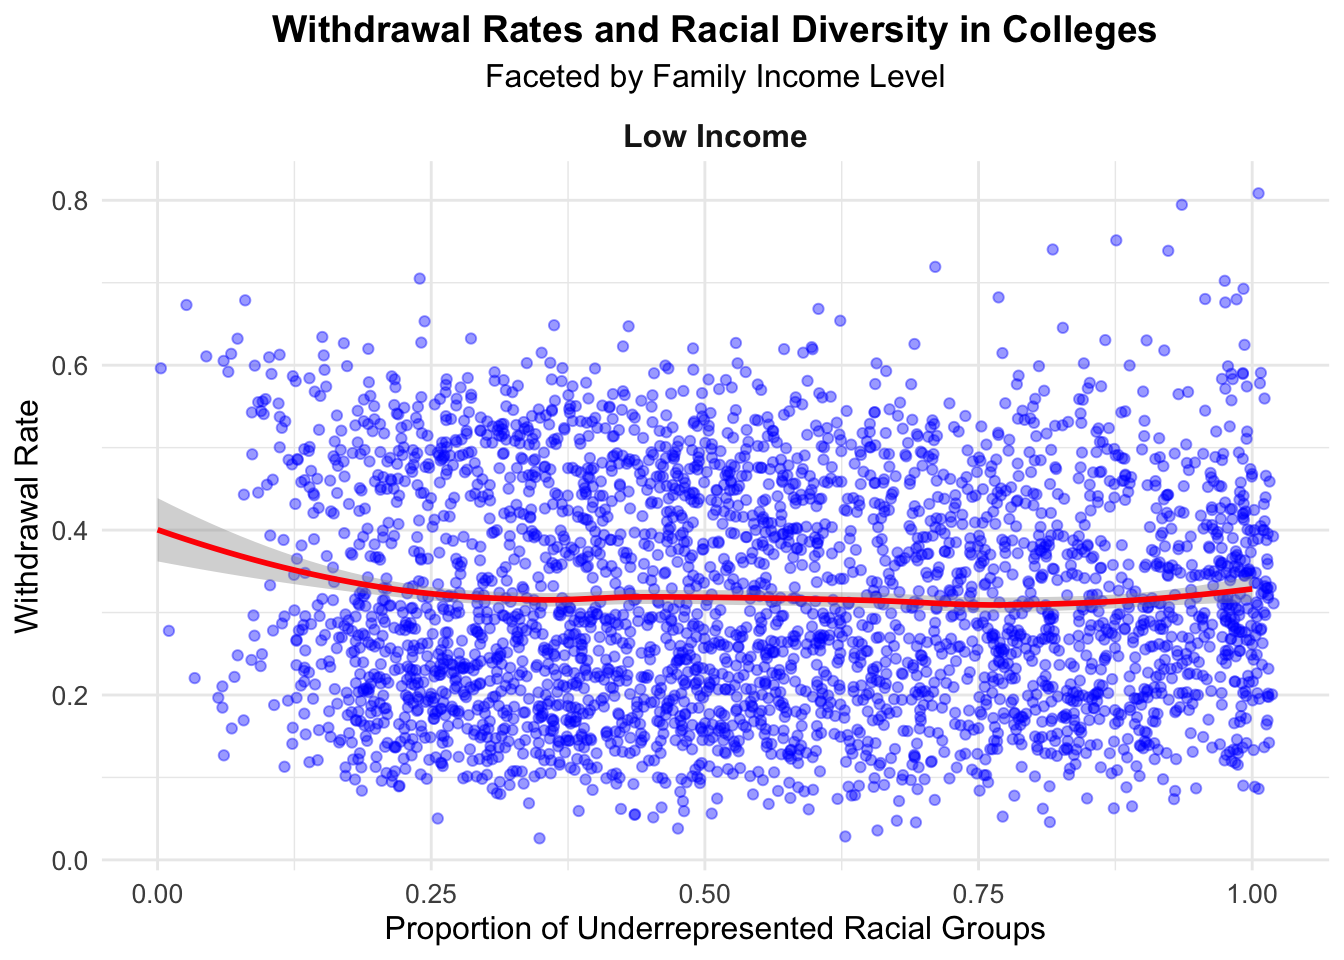 Withdrawal Rates and Racial Diversity in Colleges
Faceted by Family Income Level
Low Income
Withdrawal Rate
0.8
0.6
0.4
0.2
0.0
0.00 0.25 0.50 0.75 1.00
Proportion of Underrepresented Racial Groups